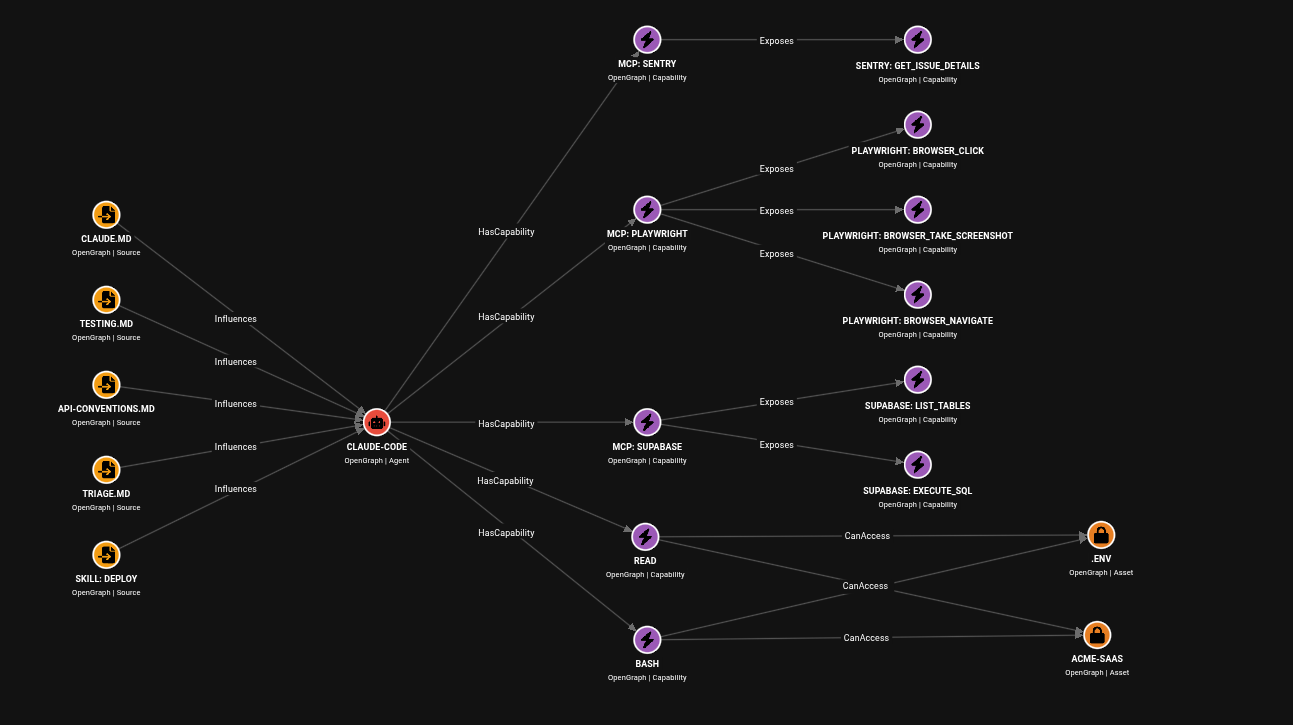 MCP: SENTRY
OpenGraph | Capability
Exposes
SENTRY: GET_ISSUE_DETAILS
OpenGraph | Capability
PLAYWRIGHT: BROWSER_CLICK
OpenGraph | Capability
Exposes
CLAUDE.MD
OpenGraph | Source
HasCapability
MCP: PLAYWRIGHT
OpenGraph | Capability
Exposes
PLAYWRIGHT: BROWSER_TAKE_SCREENSHOT
OpenGraph | Capability
Exposes
TESTING.MD
OpenGraph | Source
Influences
HasCapability
PLAYWRIGHT: BROWSER_NAVIGATE
OpenGraph | Capability
Influences
API-CONVENTIONS.MD
OpenGraph | Source
Influences
Exposes
SUPABASE: LIST_TABLES
OpenGraph | Capability
CLAUDE-CODE
OpenGraph | Agent
HasCapability
MCP: SUPABASE
OpenGraph | Capability
Influences
Exposes
TRIAGE.MD
OpenGraph | Source
Influences
HasCapability
SUPABASE: EXECUTE_SQL
OpenGraph | Capability
HasCapability
READ
OpenGraph | Capability
CanAccess
.ENV
OpenGraph | Asset
SKILL: DEPLOY
OpenGraph | Source
CanAccess
BASH
OpenGraph | Capability
CanAccess
ACME-SAAS
OpenGraph | Asset